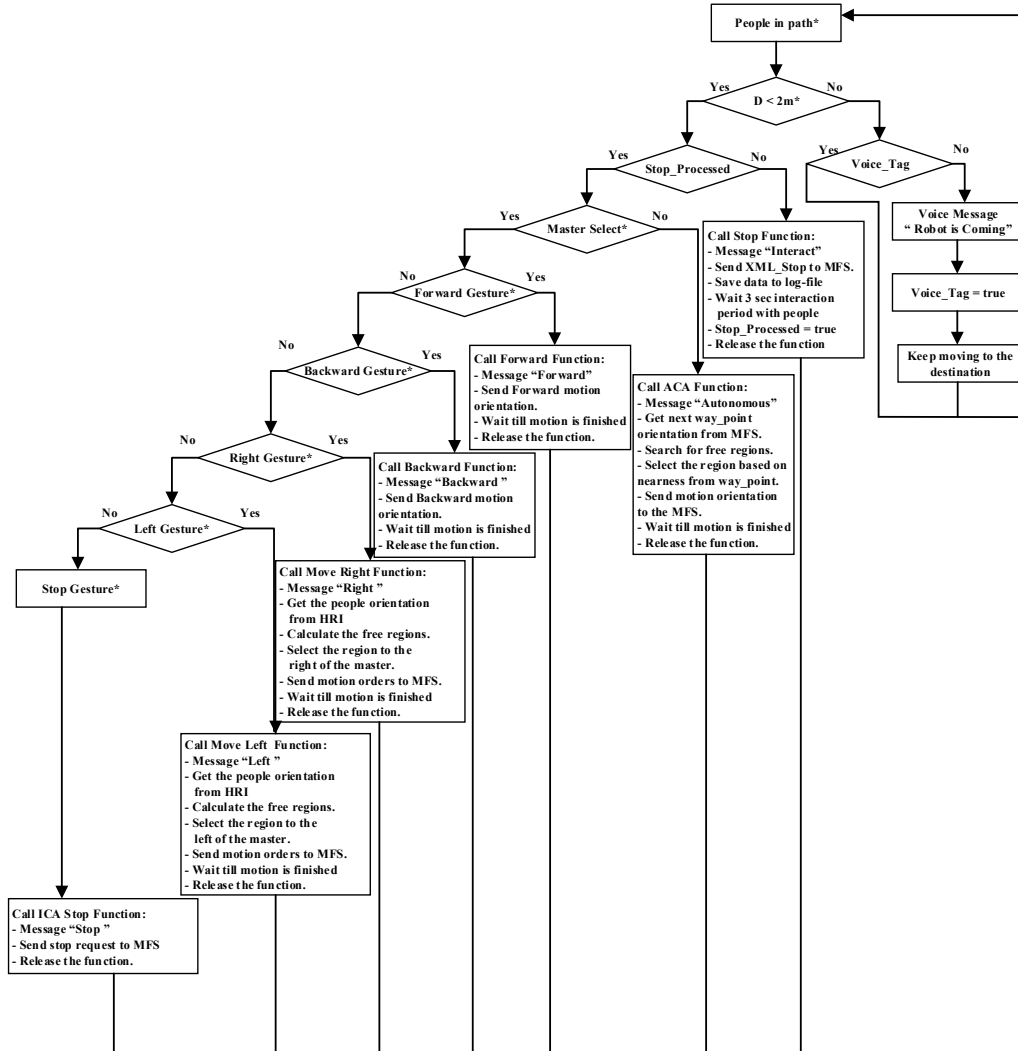 People in path*
Yes
No
D < 2m*
Yes
No
Yes
No
Stop_Processed
Voice_Tag
Yes
No
Master Select*
Voice Message
“ Robot is Coming”
Call Stop Function:
- Message “Interact”
- Send XML_Stop to MFS.
- Save data to log-file
- Wait 3 sec interaction
period with people
- Stop_Processed = true
- Release the function
No
Yes
Forward Gesture*
Voice_Tag = true
No
Yes
Backward Gesture*
Call Forward Function:
- Message “Forward”
- Send Forward motion
orientation.
- Wait till motion is finished
- Release the function.
Keep moving to the
destination
Call ACA Function:
- Message “Autonomous”
- Get next way_point
orientation from MFS.
- Search for free regions.
- Select the region based on
nearness from way_point.
- Send motion orientation
to the MFS.
- Wait till motion is finished
- Release the function.
No
Yes
Right Gesture*
Call Backward Function:
- Message “Backward ”
- Send Backward motion
orientation.
- Wait till motion is finished
- Release the function.
No
Yes
Left Gesture*
Stop Gesture*
Call Move Right Function:
- Message “Right ”
- Get the people orientation
from HRI
- Calculate the free regions.
- Select the region to the
right of the master.
- Send motion orders to MFS.
- Wait till motion is finished
- Release the function.
Call Move Left Function:
- Message “Left ”
- Get the people orientation
from HRI
- Calculate the free regions.
- Select the region to the
left of the master.
- Send motion orders to MFS.
- Wait till motion is finished
- Release the function.
Call ICA Stop Function:
- Message “Stop ”
- Send stop request to MFS
- Release the function.